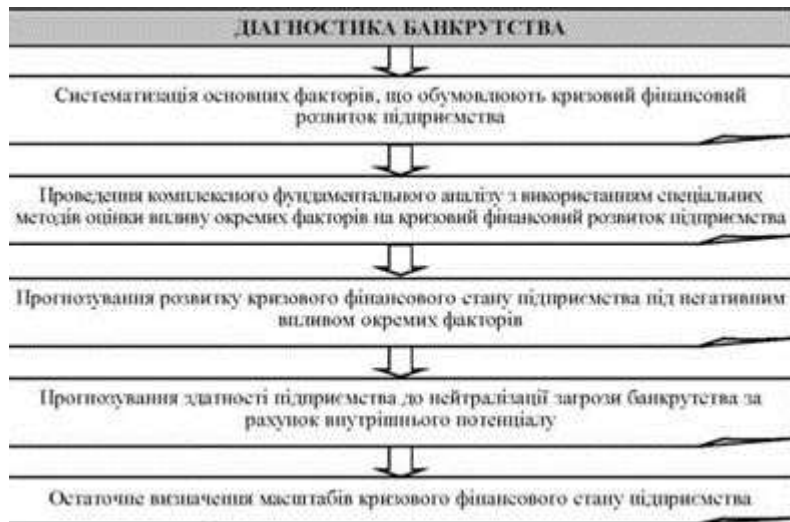 ДІАГНОСТИКА БАНКРУТСТВА
Систематизація основних факторів, що обумовлюють кризовий фінансовий
розвиток підприємства
Проведення комплексного фундаментального аналізу з використанням спеціальних
методів оцінки впливу окремих факторів на кризовий фінансовий розвиток підприємства
Прогнозування розвитку кризового фінансового стану підприємства під негативним
впливом окремих факторів
Прогнозування здатності підприємства до нейтралізації загрози банкрутства за
рахунок внутрішнього потенціалу
Остаточне визначення масштабів кризового фінансового стану підприємства